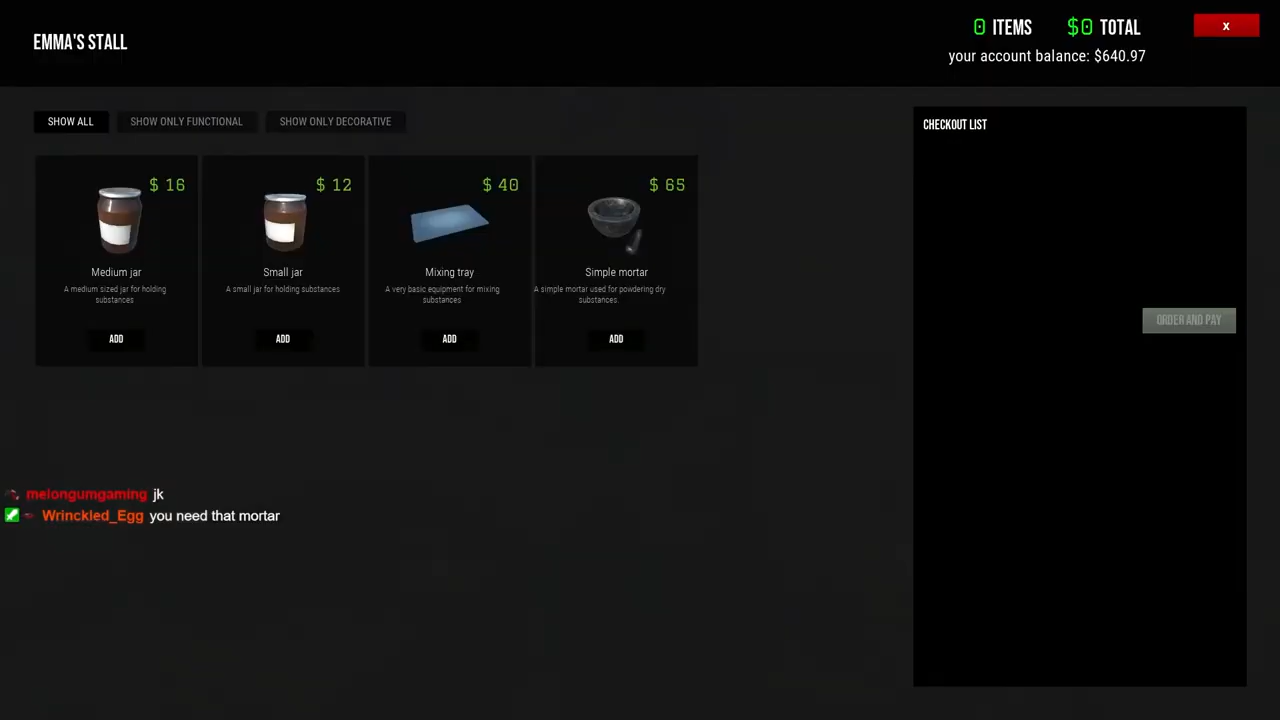 EMMA'S STALL
0 ITEMS $0 TOTAL
x
your account balance: $640.97
SHOW ALL
SHOW ONLY FUNCTIONAL
SHOW ONLY DECORATIVE
CHECKOUT LIST
$ 16
Medium jar
A medium sized jar for holding
substances
ADD
$ 12
Small jar
A small jar for holding substances
ADD
$ 40
Mixing tray
A very basic equipment for mixing
substances
ADD
$ 65
Simple mortar
A simple mortar used for powdering dry
substances.
ADD
ORDER AND PAY
melongumgaming jk
Wrinckled_Egg you need that mortar